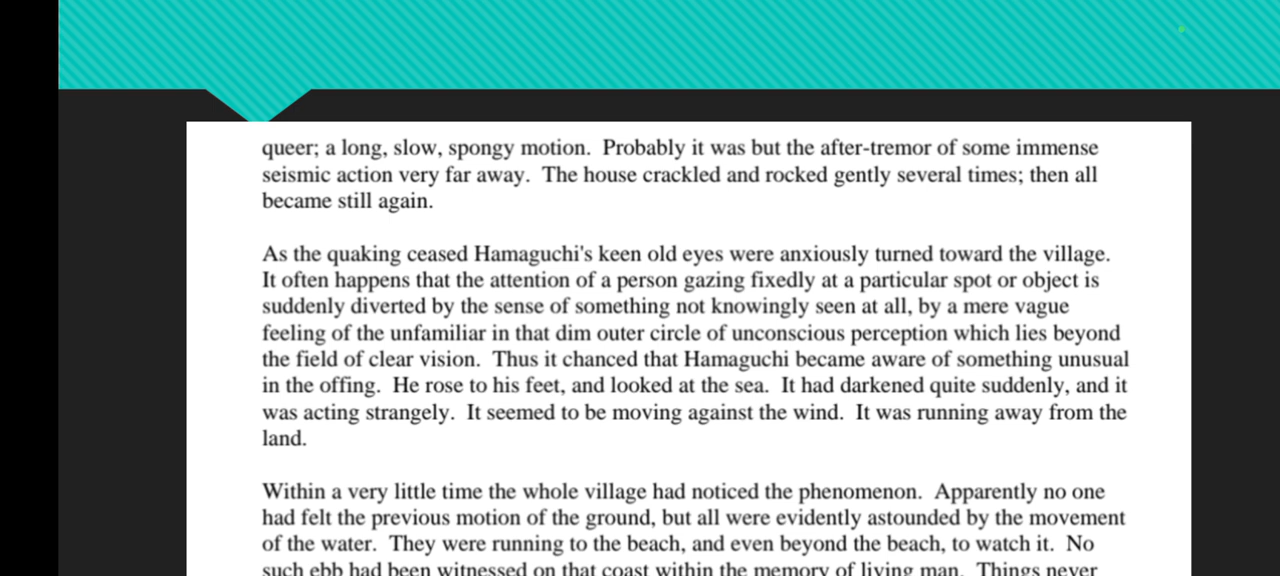 queer; a long, slow, spongy motion.  Probably it was but the after-tremor of some immense
seismic action very far away.  The house crackled and rocked gently several times; then all
became still again.
As the quaking ceased Hamaguchi's keen old eyes were anxiously turned toward the village.
It often happens that the attention of a person gazing fixedly at a particular spot or object is
suddenly diverted by the sense of something not knowingly seen at all, by a mere vague
feeling of the unfamiliar in that dim outer circle of unconscious perception which lies beyond
the field of clear vision.  Thus it chanced that Hamaguchi became aware of something unusual
in the offing.  He rose to his feet, and looked at the sea.  It had darkened quite suddenly, and it
was acting strangely.  It seemed to be moving against the wind.  It was running away from the
land.
Within a very little time the whole village had noticed the phenomenon.  Apparently no one
had felt the previous motion of the ground, but all were evidently astounded by the movement
of the water.  They were running to the beach, and even beyond the beach, to watch it.  No
such ebb had been witnessed on that coast within the memory of living man.  Things never